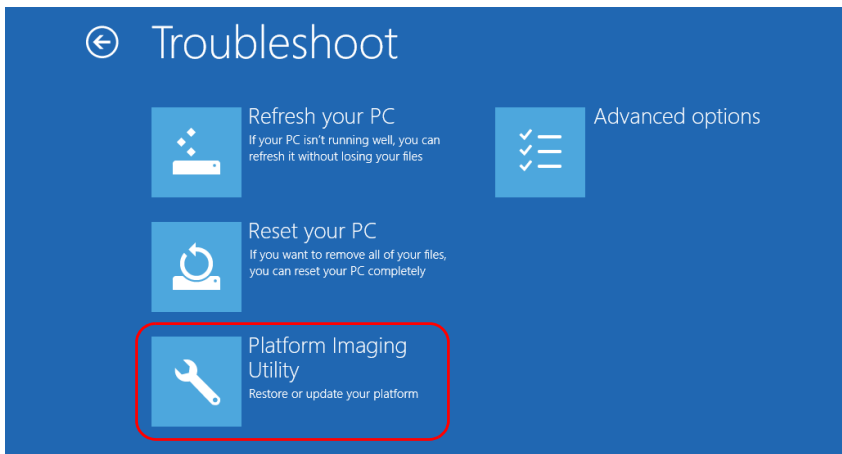 Troubleshoot
Refresh your PC
If your PC isn't running well, you can
refresh it without losing your files
Advanced options
Reset your PC
If you want to remove all of your files,
you can reset your PC completely
Platform Imaging
Utility
Restore or update your platform